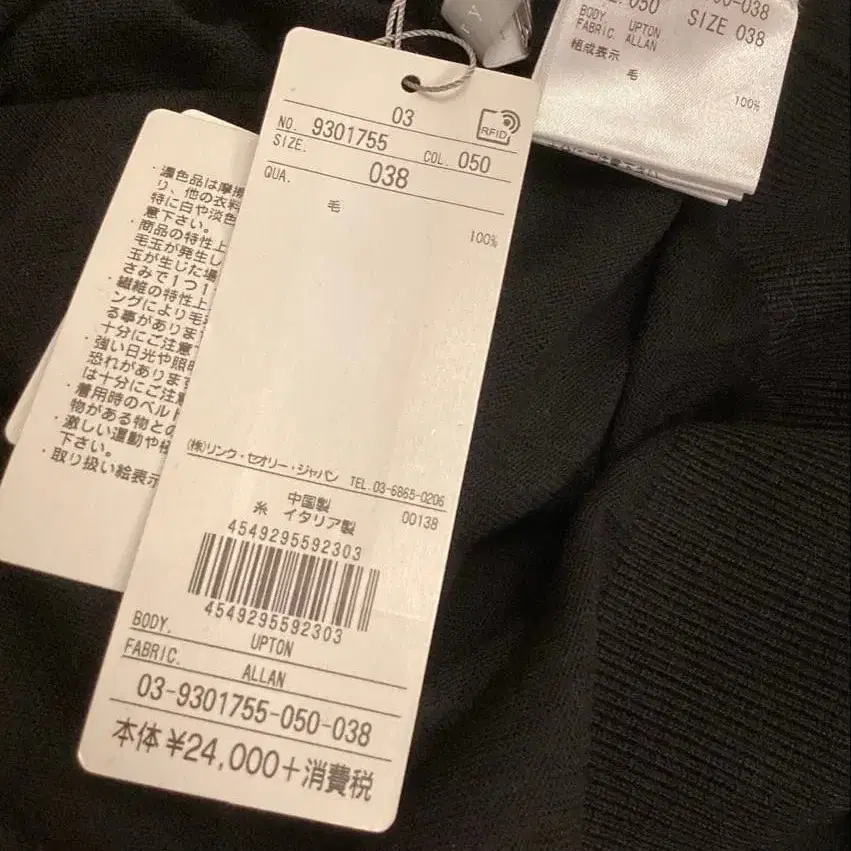 03
RFID
NO. 9301755 COL. 050
SIZE. 038
QUA.
毛
100%
(株)リンク・セオリー・ジャパン TEL.03-6865-0206
中国製
糸 イタリア製 00138
4549295592303
4549295592303
BODY. UPTON
FABRIC. ALLAN
03-9301755-050-038
本体¥24,000+消費税
・濃色品は摩擦
り、他の衣料
特に白や淡色
意下さい。
・商品の特性上
毛玉が発生し
玉が生じた場
さみで1つ1
・繊維の特性上
ングにより毛
る事がありま
十分にご注意
・強い日光や照明
恐れがあります
は十分にご注意
・着用時のベルト
物がある物との
・激しい運動や
下さい。
・取り扱い絵表示
050
-038
SIZE 038
BODY UPTON
FABRIC. ALLAN
組成表示
毛
100%